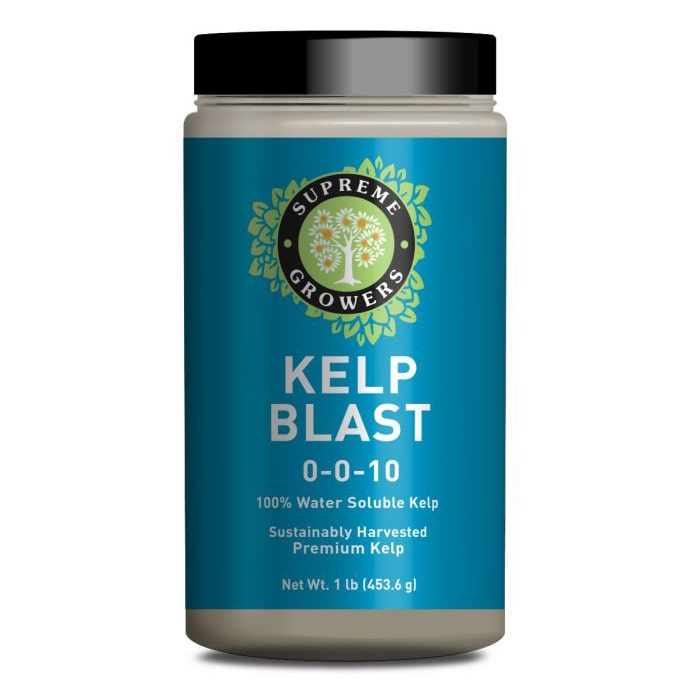 SUPREME
GROWERS
KELP
BLAST
0-0-10
100% Water Soluble Kelp
Sustainably Harvested
Premium Kelp
Net Wt. 1 lb (453.6 g)